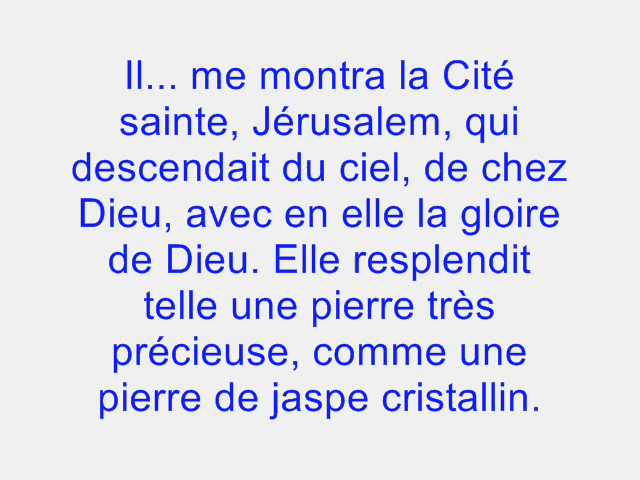 Il... me montra la Cité
sainte, Jérusalem, qui
descendait du ciel, de chez
Dieu, avec en elle la gloire
de Dieu. Elle resplendit
telle une pierre très
précieuse, comme une
pierre de jaspe cristallin.